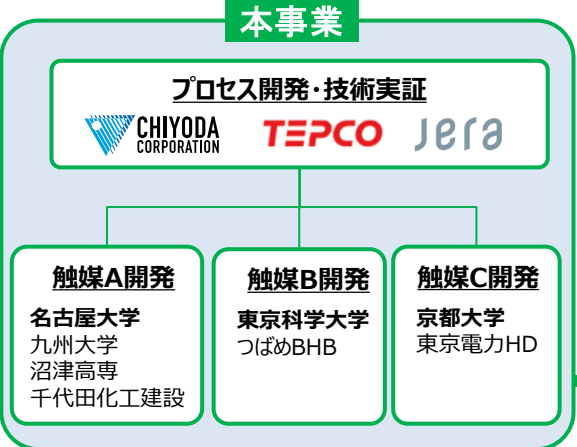 本事業
プロセス開発・技術実証
CHIYODA
CORPORATION
TEPCO
Jera
触媒A開発
名古屋大学
九州大学
沼津高専
千代田化工建設
触媒B開発
東京科学大学
つばめBHB
触媒C開発
京都大学
東京電力HD